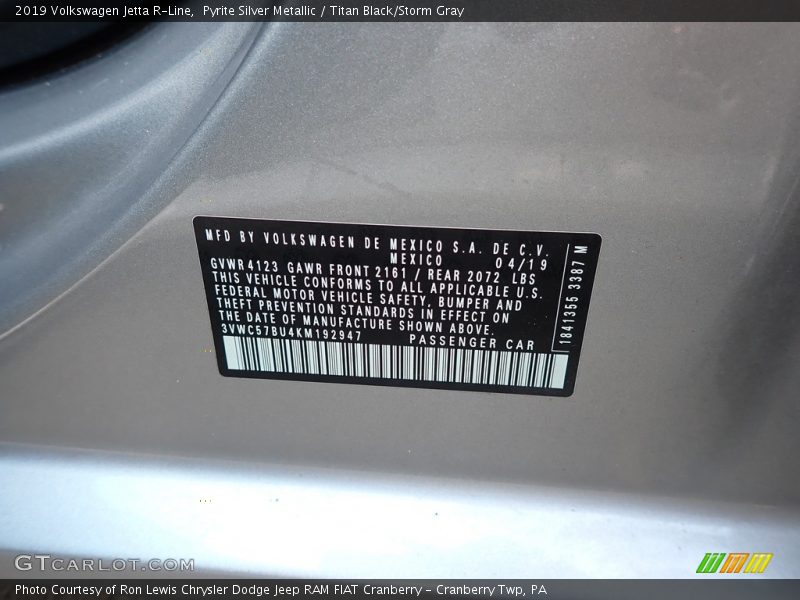 2019 Volkswagen Jetta R-Line, Pyrite Silver Metallic / Titan Black/Storm Gray
MFD BY VOLKSWAGEN DE MEXICO S.A. DE C.V.
MEXICO 04/19
GVWR 4123 GAWR FRONT 2161 / REAR 2072 LBS
THIS VEHICLE CONFORMS TO ALL APPLICABLE U.S.
FEDERAL MOTOR VEHICLE SAFETY, BUMPER AND
THEFT PREVENTION STANDARDS IN EFFECT ON
THE DATE OF MANUFACTURE SHOWN ABOVE.
3VWC57BU4KM192947 PASSENGER CAR
1841355 3387 M
GTCARLOT.COM
Photo Courtesy of Ron Lewis Chrysler Dodge Jeep RAM FIAT Cranberry - Cranberry Twp, PA